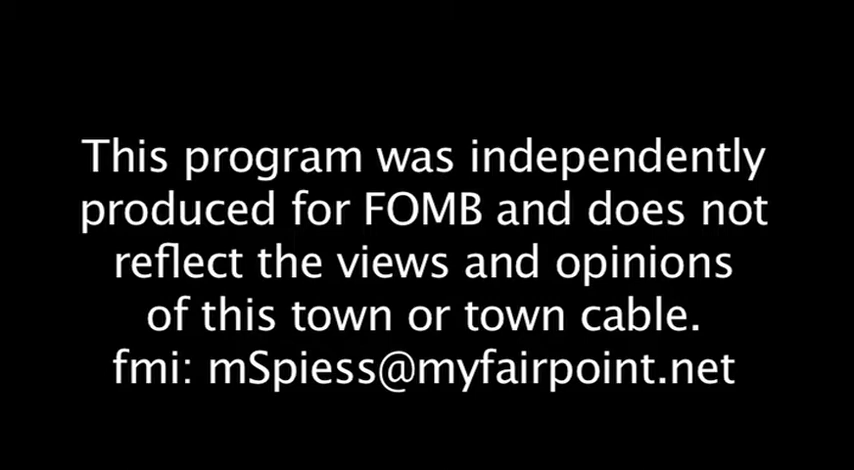 This program was independently
produced for FOMB and does not
reflect the views and opinions
of this town or town cable.
fmi: mSpiess@myfairpoint.net